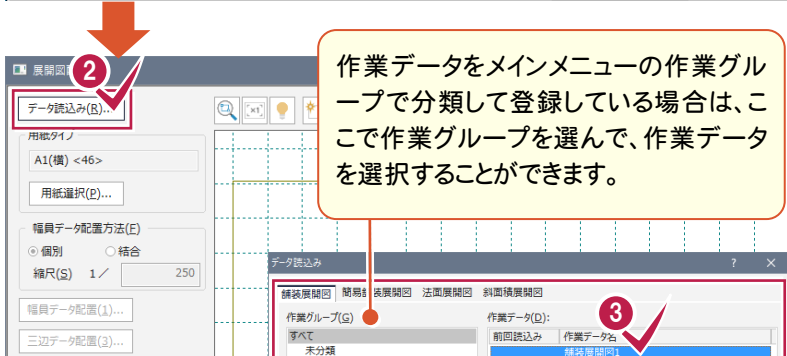 展開図
2
データ読込み(R)...
用紙タイプ
A1(横) <46>
用紙選択(P)...
幅員データ配置方法(F)
個別 結合
縮尺(S) 1／ 250
幅員データ配置(1)...
三辺データ配置(3)...
×1
作業データをメインメニューの作業グル
ープで分類して登録している場合は、こ
こで作業グループを選んで、作業データ
を選択することができます。
データ読込み ? ×
舗装展開図 簡易舗装展開図 法面展開図 斜面積展開図
作業グループ(G) 作業データ(D):
3
すべて 前回読込み 作業データ名
未分類 舗装展開図1